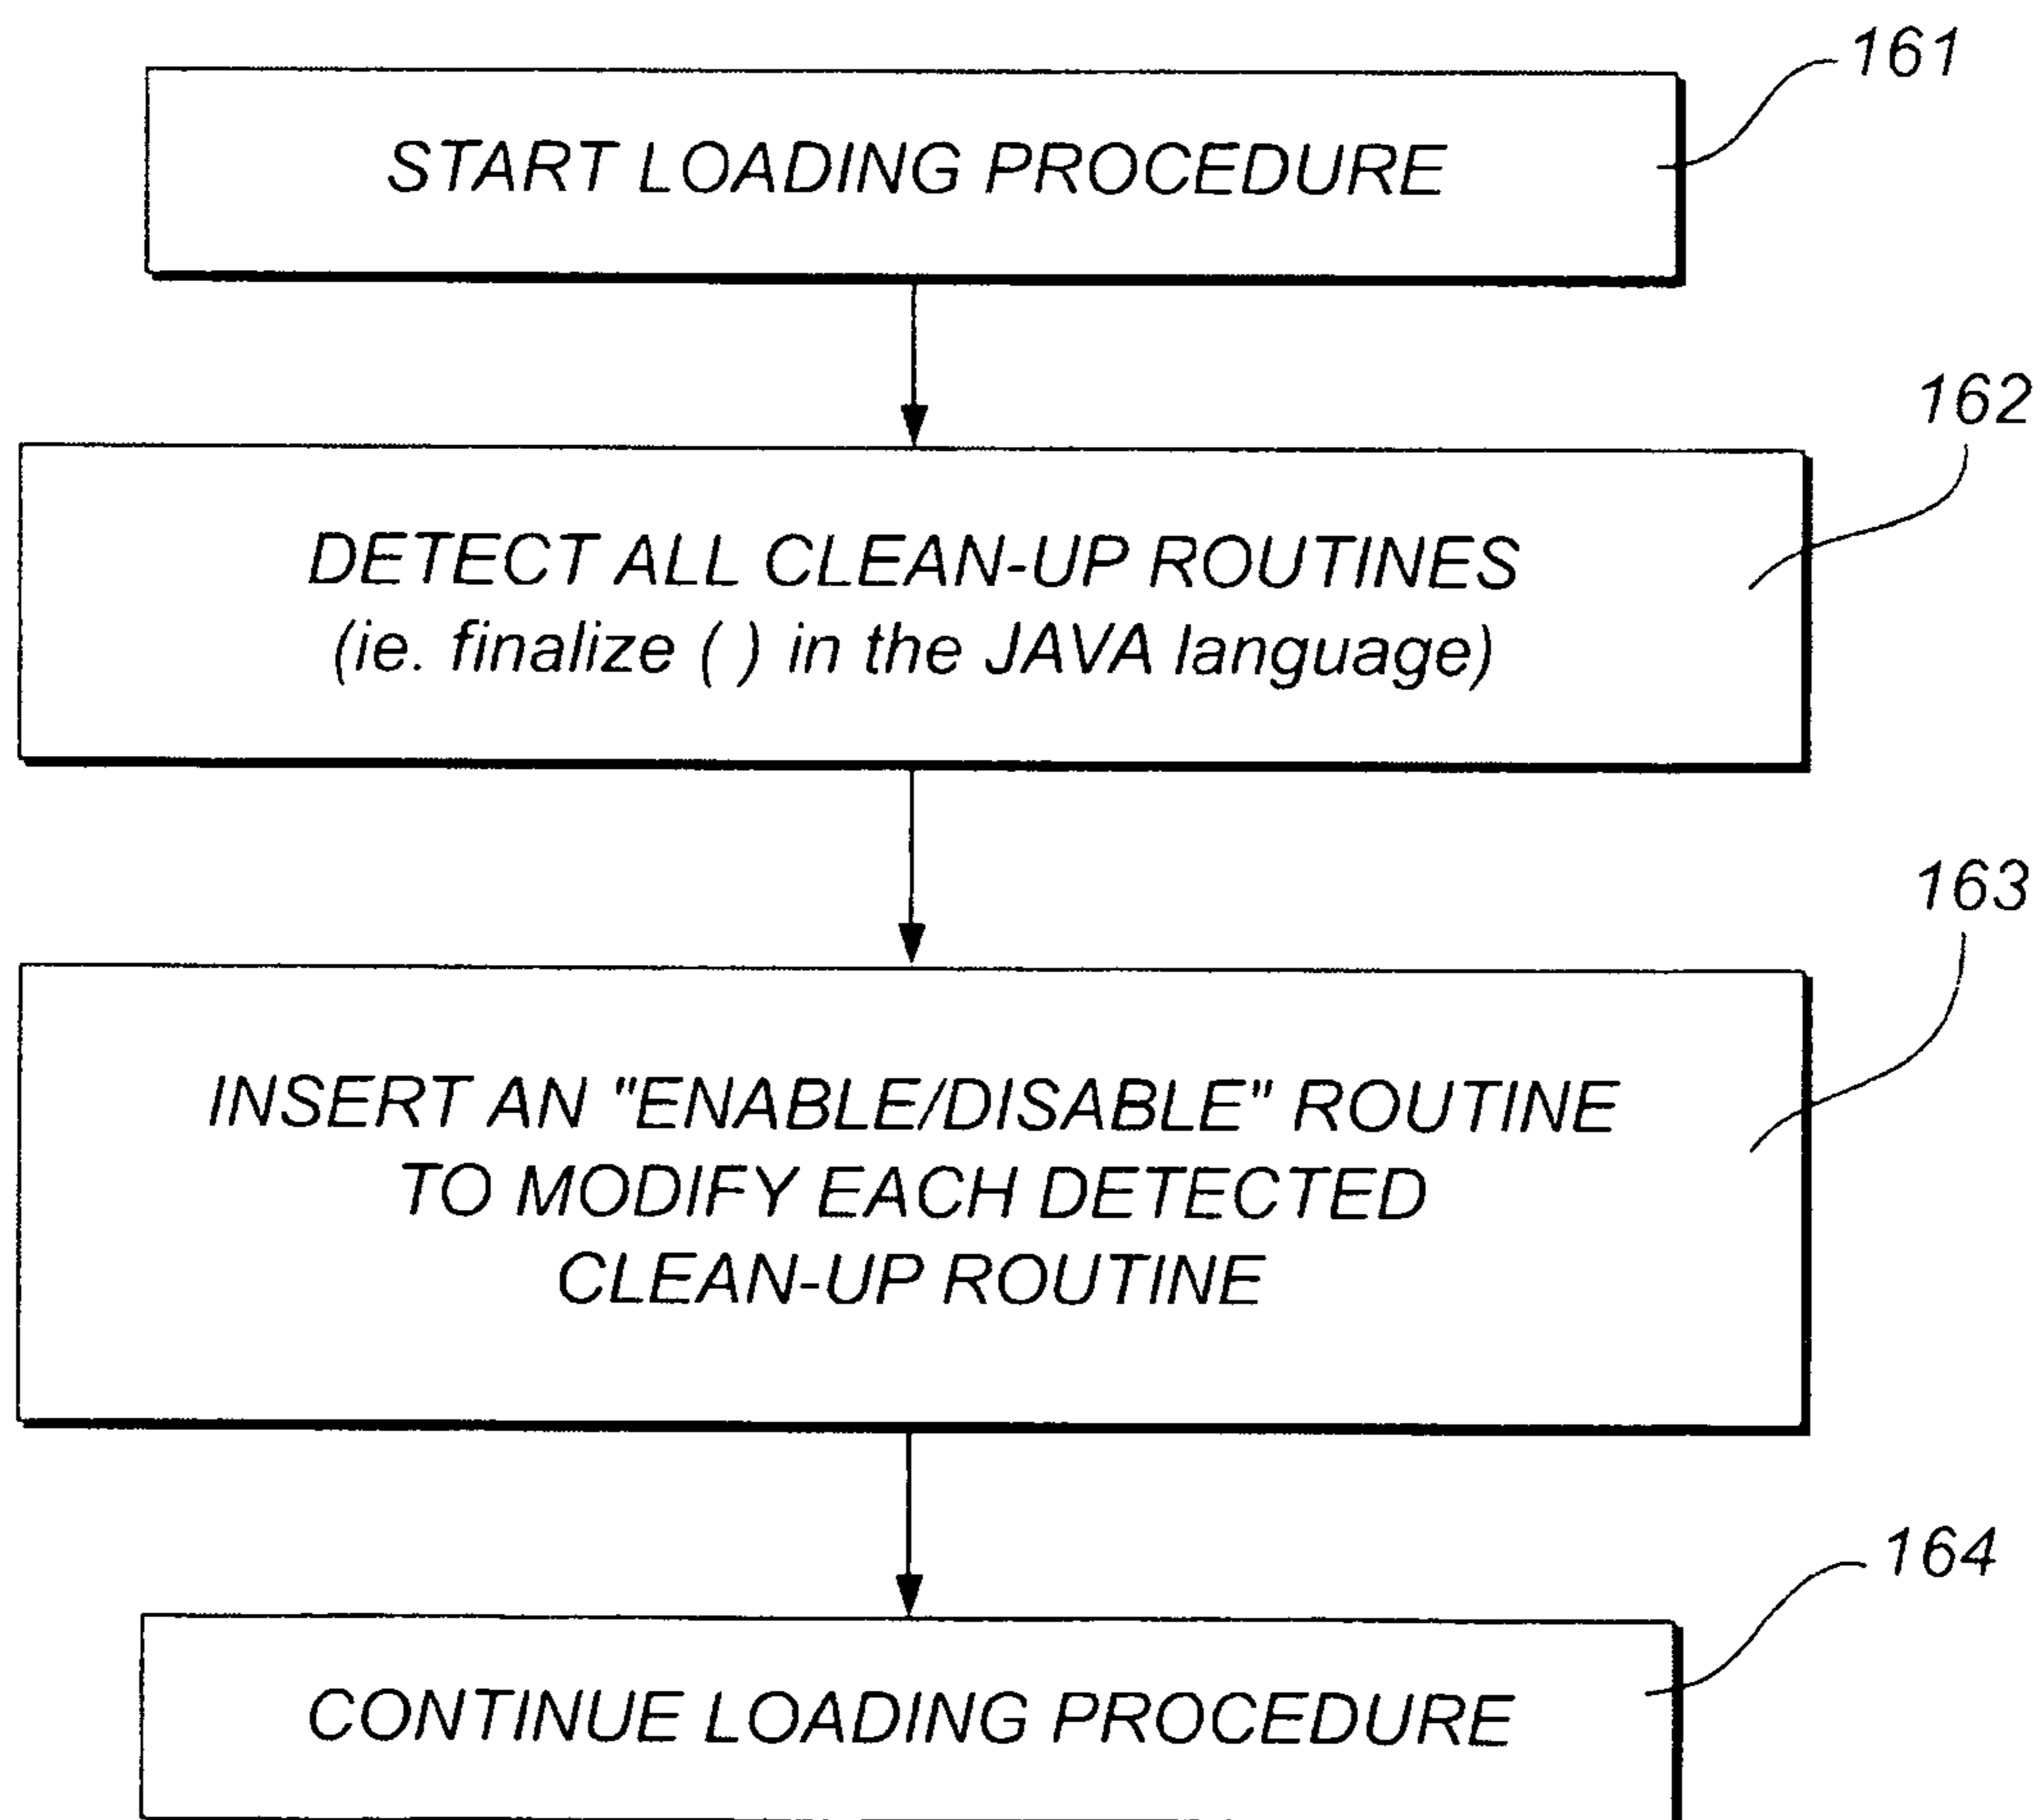 161
START LOADING PROCEDURE
162
DETECT ALL CLEAN-UP ROUTINES
(ie. finalize ( ) in the JAVA language)
163
INSERT AN "ENABLE/DISABLE" ROUTINE
TO MODIFY EACH DETECTED
CLEAN-UP ROUTINE
164
CONTINUE LOADING PROCEDURE